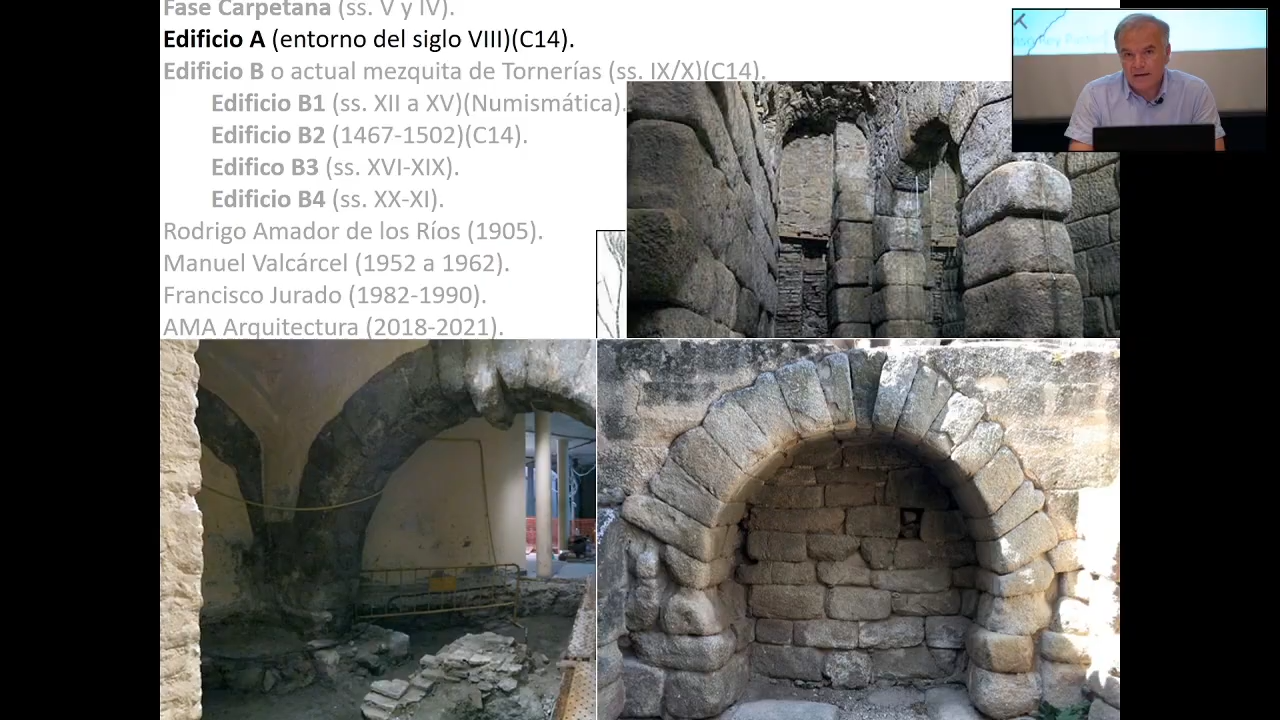 Fase Carpetana (ss. V y IV).
Edificio A (entorno del siglo VIII)(C14).
Edificio B o actual mezquita de Tornerías (ss. IX/X)(C14).
Edificio B1 (ss. XII a XV)(Numismática).
Edificio B2 (1467-1502)(C14).
Edifico B3 (ss. XVI-XIX).
Edificio B4 (ss. XX-XI).
Rodrigo Amador de los Ríos (1905).
Manuel Valcárcel (1952 a 1962).
Francisco Jurado (1982-1990).
AMA Arquitectura (2018-2021).